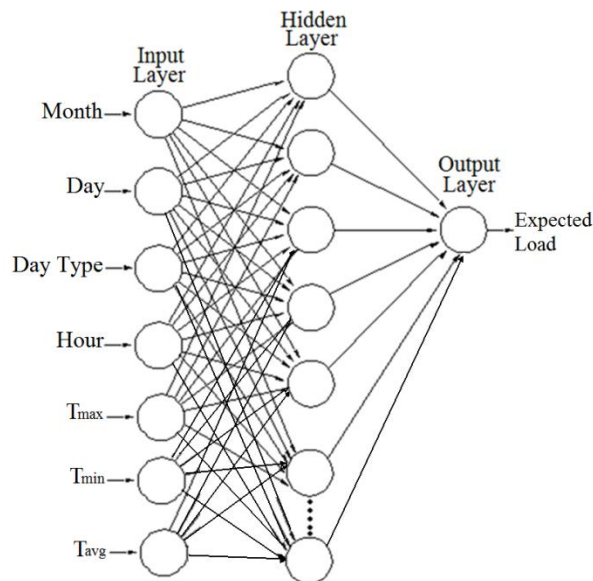 Hidden
Layer
Input
Layer
Month
Day
Day Type
Hour
Tmax
Tmin
Tavg
Output
Layer
Expected
Load